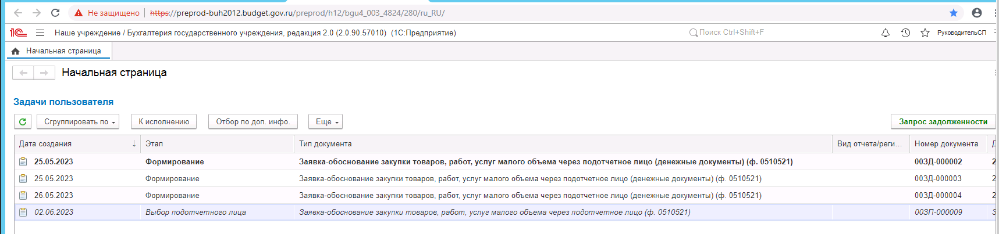 Не защищено https://preprod-buh2012.budget.gov.ru/preprod/h12/bgu4_003_4824/280/ru_RU/
1С Наше учреждение / Бухгалтерия государственного учреждения, редакция 2.0 (2.0.90.57010) (1С:Предприятие) Поиск Ctrl+Shift+F РуководительСП
Начальная страница
Начальная страница
Задачи пользователя
Сгруппировать по К исполнению Отбор по доп. инфо. Еще Запрос задолженности
Дата создания ↓ Этап Тип документа Вид отчета/реги... Номер документа
25.05.2023 Формирование Заявка-обоснование закупки товаров, работ, услуг малого объема через подотчетное лицо (денежные документы) (ф. 0510521) 00ЗД-000002 2
25.05.2023 Формирование Заявка-обоснование закупки товаров, работ, услуг малого объема через подотчетное лицо (денежные документы) (ф. 0510521) 00ЗД-000003 2
26.05.2023 Формирование Заявка-обоснование закупки товаров, работ, услуг малого объема через подотчетное лицо (денежные документы) (ф. 0510521) 00ЗД-000004 2
02.06.2023 Выбор подотчетного лица Заявка-обоснование закупки товаров, работ, услуг малого объема через подотчетное лицо (ф. 0510521) 00ЗП-000009